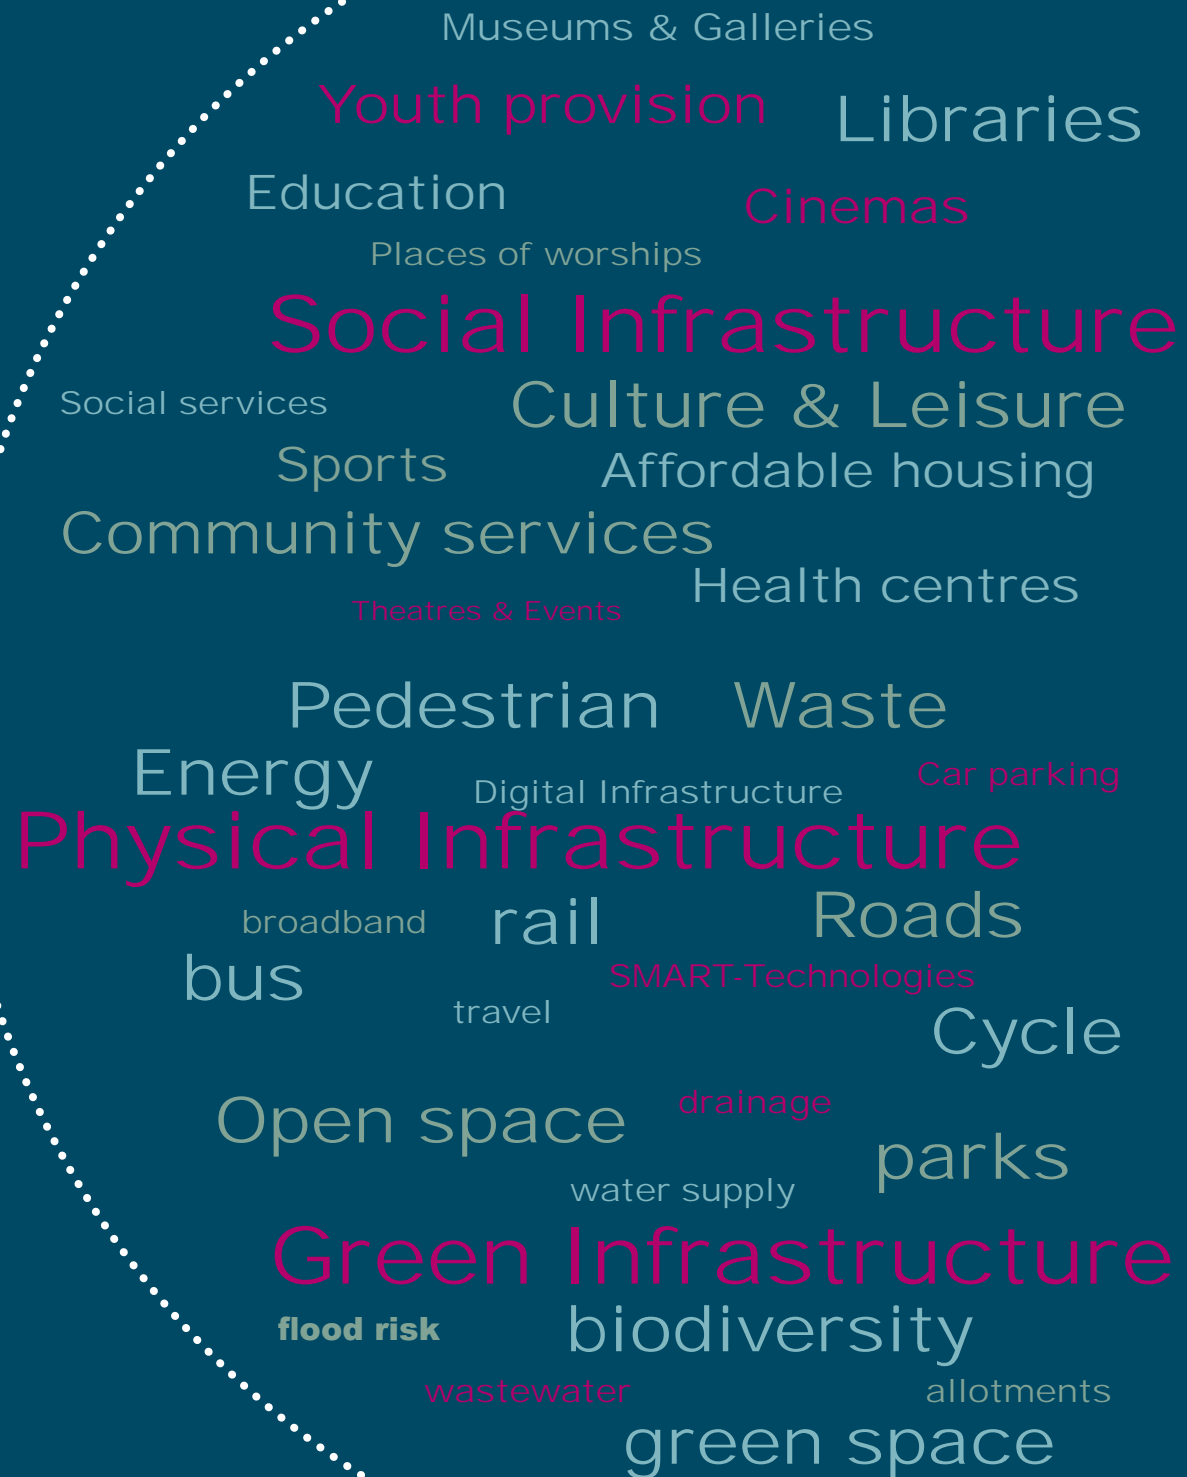 Museums & Galleries
Youth provision
Libraries
Education
Cinemas
Places of worships
Social Infrastructure
Social services
Culture & Leisure
Sports
Affordable housing
Community services
Health centres
Theatres & Events
Pedestrian
Waste
Energy
Digital Infrastructure
Car parking
Physical Infrastructure
broadband
rail
Roads
bus
SMART-Technologies
travel
Cycle
Open space
drainage
parks
water supply
Green Infrastructure
flood risk
biodiversity
wastewater
allotments
green space